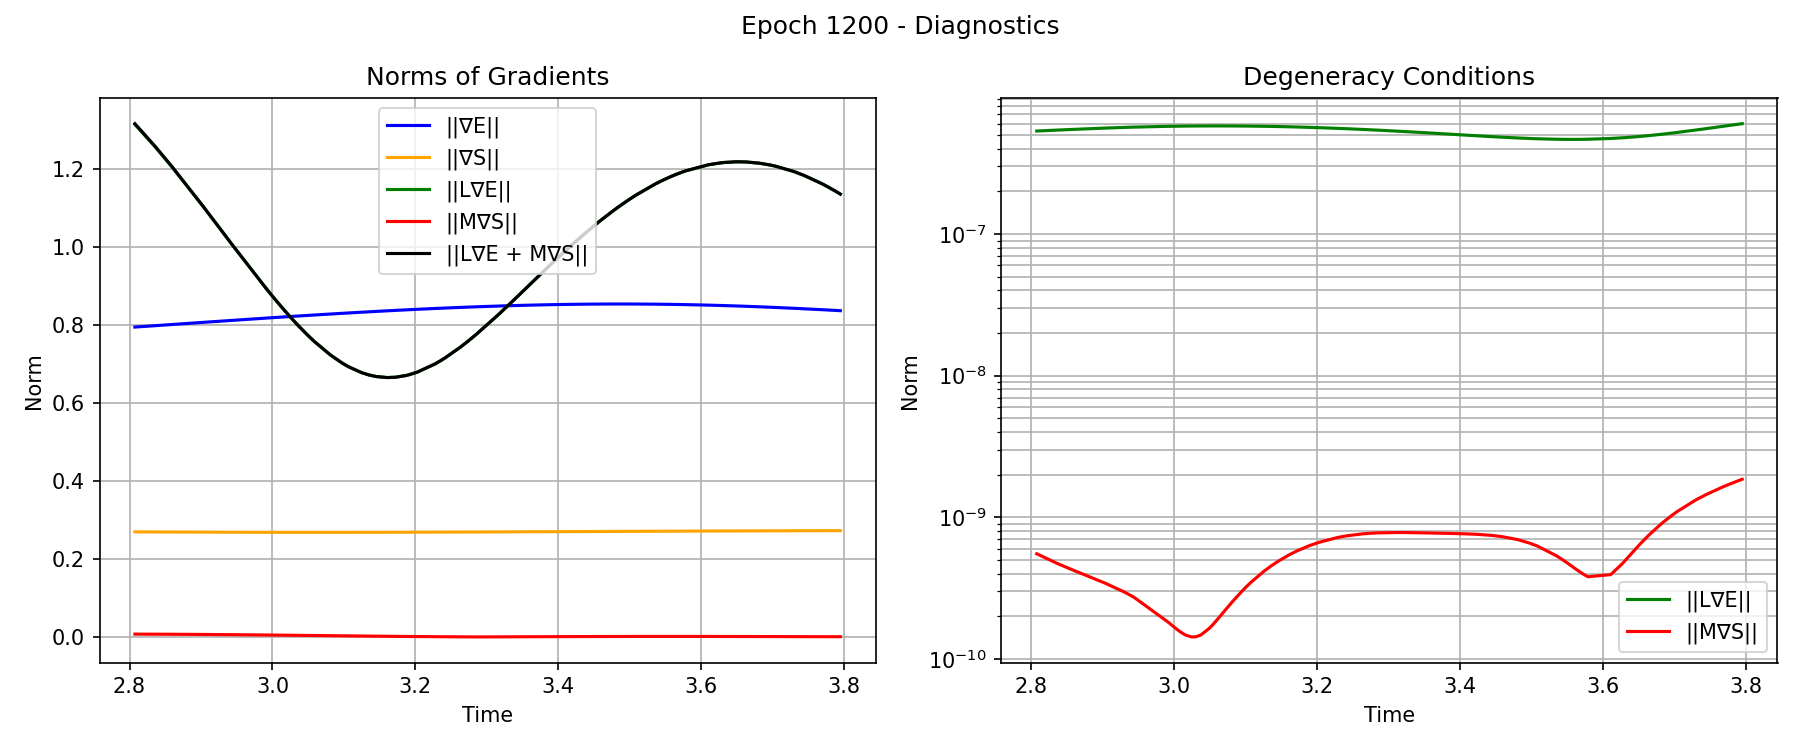 Epoch 1200 - Diagnostics
Norms of Gradients
||∇E||
||∇S||
||L∇E||
||M∇S||
||L∇E + M∇S||
Norm
1.2
1.0
0.8
0.6
0.4
0.2
0.0
2.8 3.0 3.2 3.4 3.6 3.8
Time
Degeneracy Conditions
Norm
10⁻⁷
10⁻⁸
10⁻⁹
10⁻¹⁰
||L∇E||
||M∇S||
2.8 3.0 3.2 3.4 3.6 3.8
Time